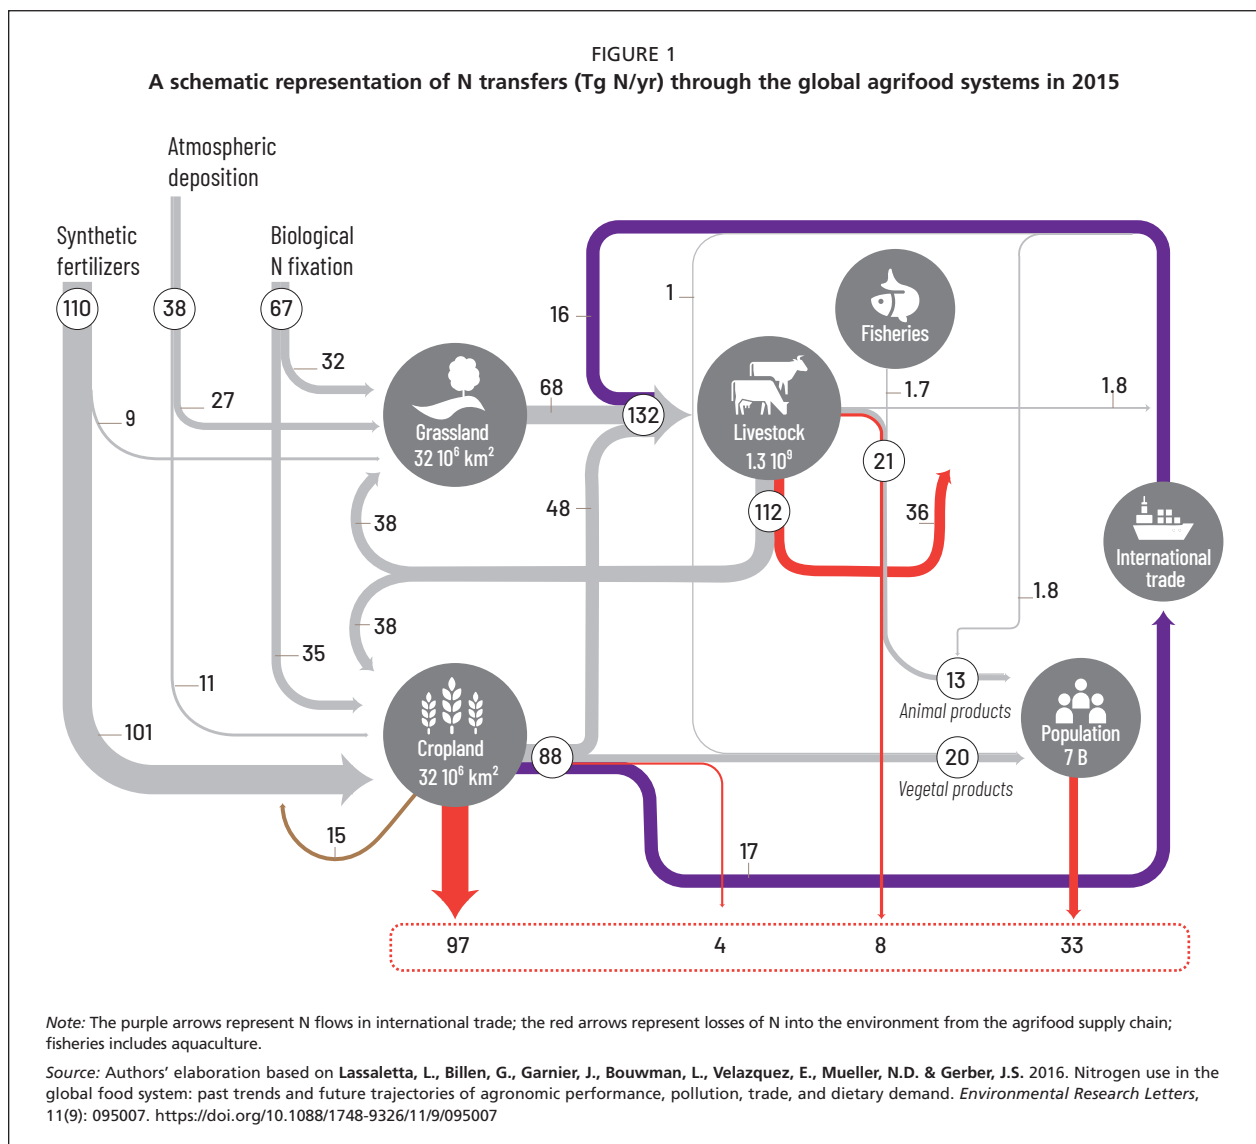 FIGURE 1
A schematic representation of N transfers (Tg N/yr) through the global agrifood systems in 2015
Atmospheric
deposition
Synthetic
fertilizers
Biological
N fixation
110
38
67
32
27
9
Grassland
32 10⁶ km²
68
16
132
48
1
Livestock
1.3 10⁹
Fisheries
1.7
1.8
21
112
36
International
trade
1.8
38
38
35
11
101
Cropland
32 10⁶ km²
88
13
Animal products
20
Vegetal products
Population
7 B
15
17
97
4
8
33
Note: The purple arrows represent N flows in international trade; the red arrows represent losses of N into the environment from the agrifood supply chain;
fisheries includes aquaculture.
Source: Authors' elaboration based on Lassaletta, L., Billen, G., Garnier, J., Bouwman, L., Velazquez, E., Mueller, N.D. & Gerber, J.S. 2016. Nitrogen use in the
global food system: past trends and future trajectories of agronomic performance, pollution, trade, and dietary demand. Environmental Research Letters,
11(9): 095007. https://doi.org/10.1088/1748-9326/11/9/095007